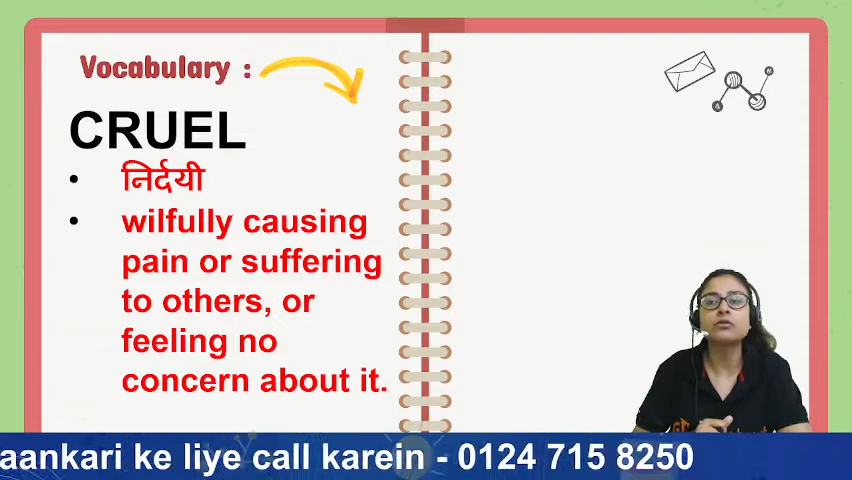 Vocabulary :
CRUEL
• निर्दयी
• wilfully causing
pain or suffering
to others, or
feeling no
concern about it.
aankari ke liye call karein - 0124 715 8250